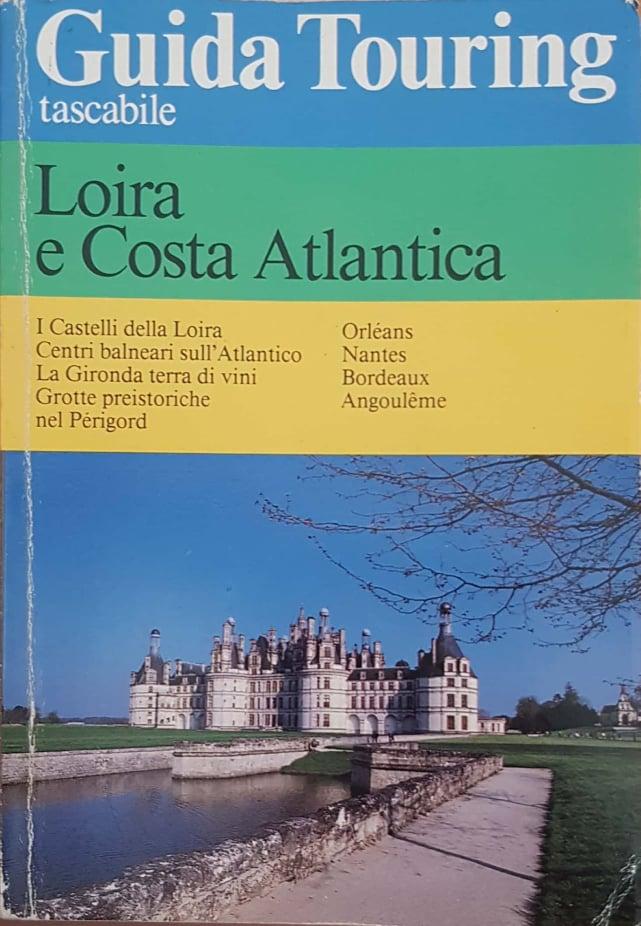 Guida Touring
tascabile
Loira
e Costa Atlantica
I Castelli della Loira
Centri balneari sull'Atlantico
La Gironda terra di vini
Grotte preistoriche
nel Périgord
Orléans
Nantes
Bordeaux
Angoulême